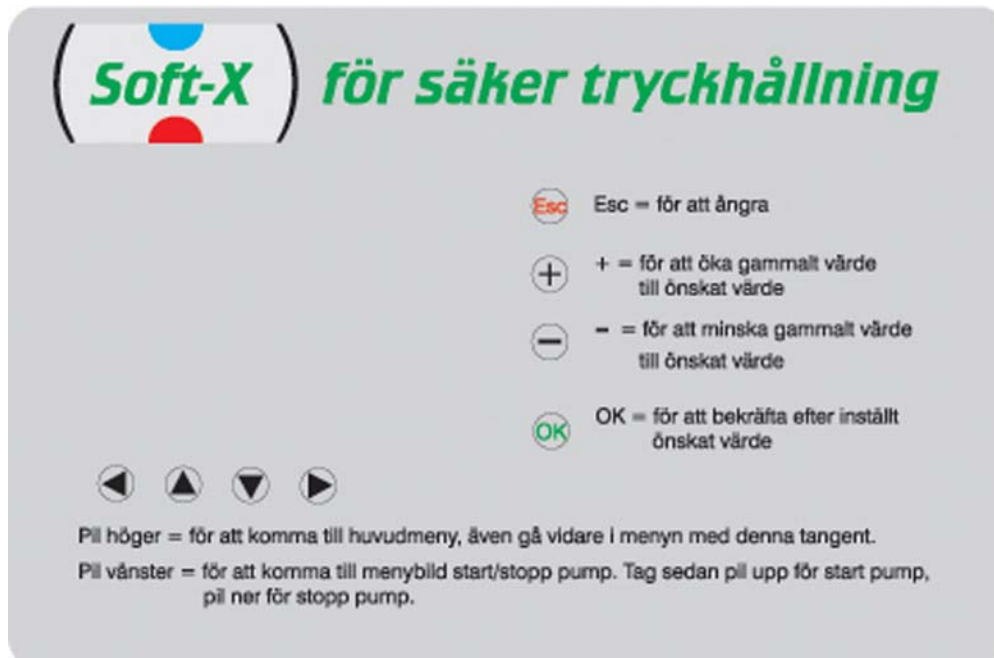 Soft-X för säker tryckhållning
Esc Esc = för att ångra
+ + = för att öka gammalt värde
till önskat värde
− - = för att minska gammalt värde
till önskat värde
OK OK = för att bekräfta efter inställt
önskat värde
Pil höger = för att komma till huvudmeny, även gå vidare i menyn med denna tangent.
Pil vänster = för att komma till menybild start/stopp pump. Tag sedan pil upp för start pump,
pil ner för stopp pump.